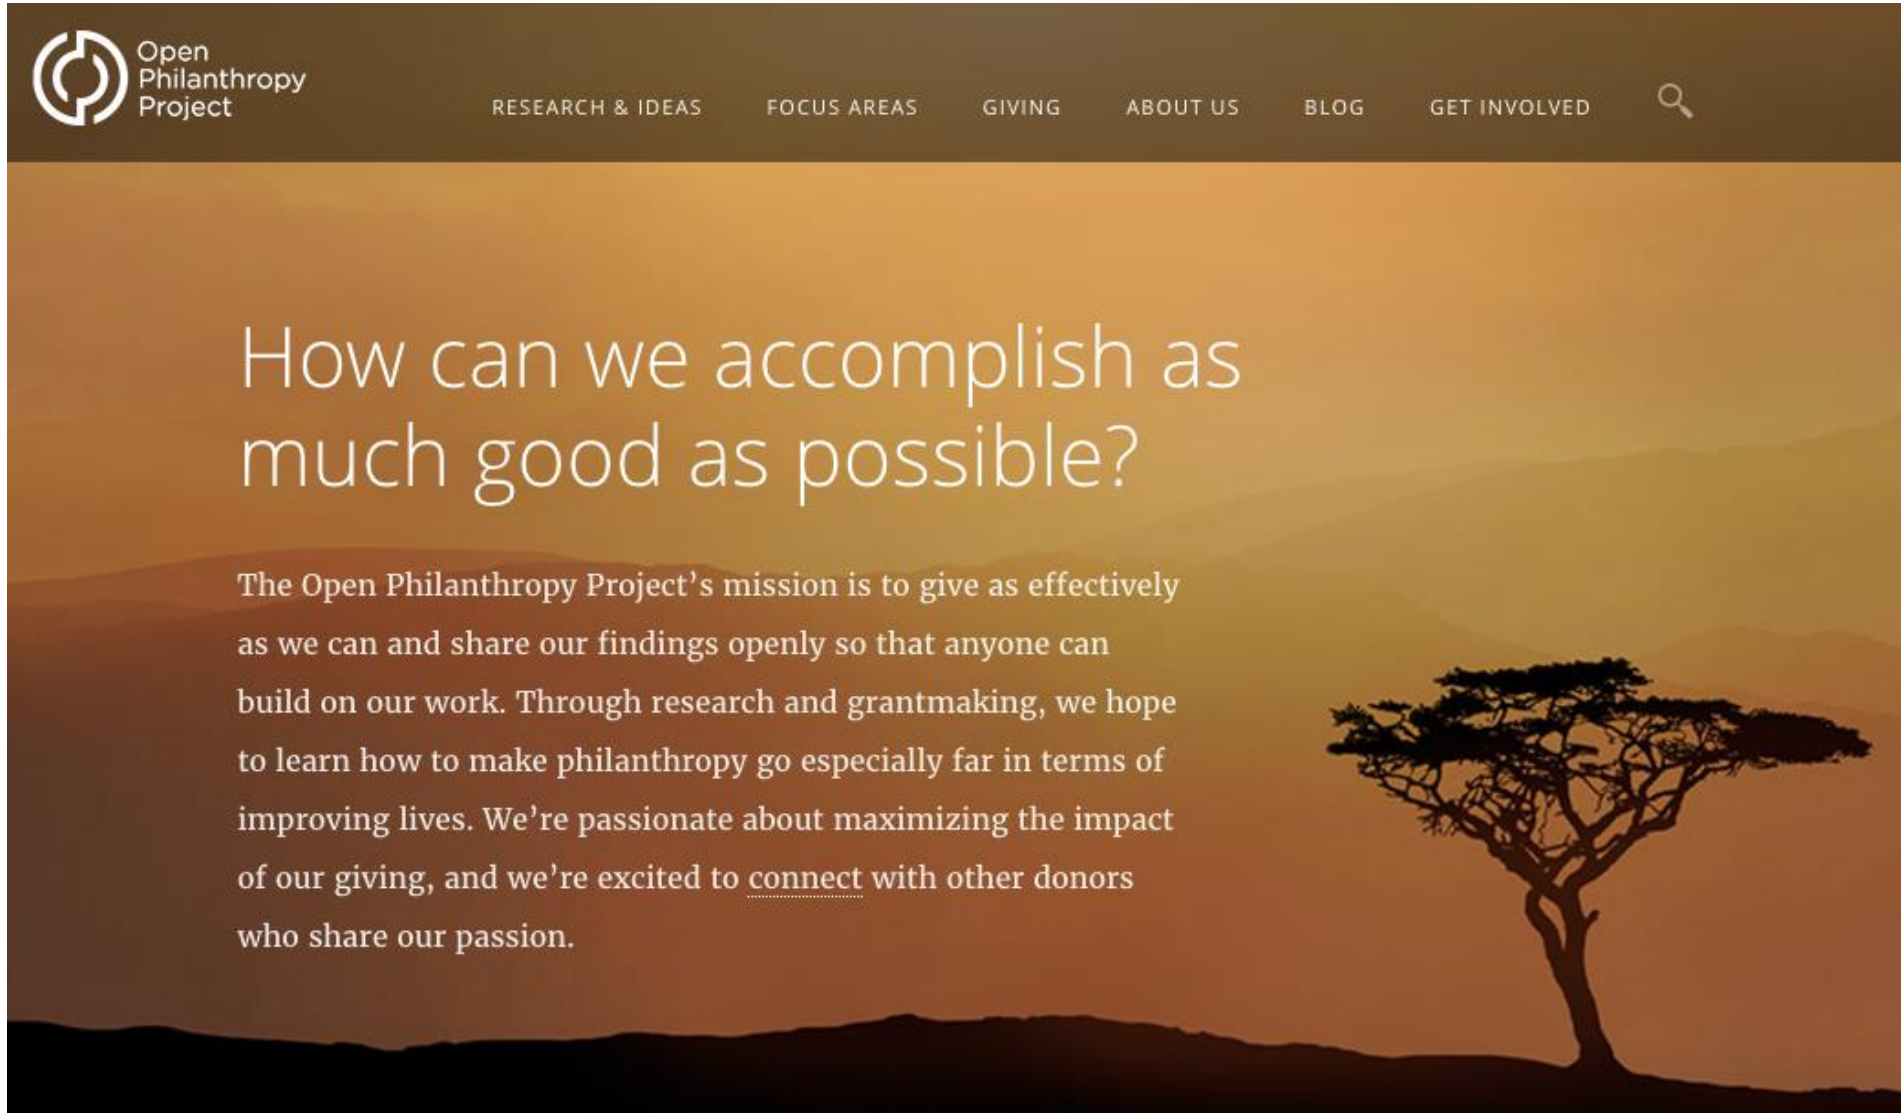 Open
Philanthropy
Project
RESEARCH & IDEAS FOCUS AREAS GIVING ABOUT US BLOG GET INVOLVED
How can we accomplish as
much good as possible?
The Open Philanthropy Project’s mission is to give as effectively
as we can and share our findings openly so that anyone can
build on our work. Through research and grantmaking, we hope
to learn how to make philanthropy go especially far in terms of
improving lives. We’re passionate about maximizing the impact
of our giving, and we’re excited to connect with other donors
who share our passion.